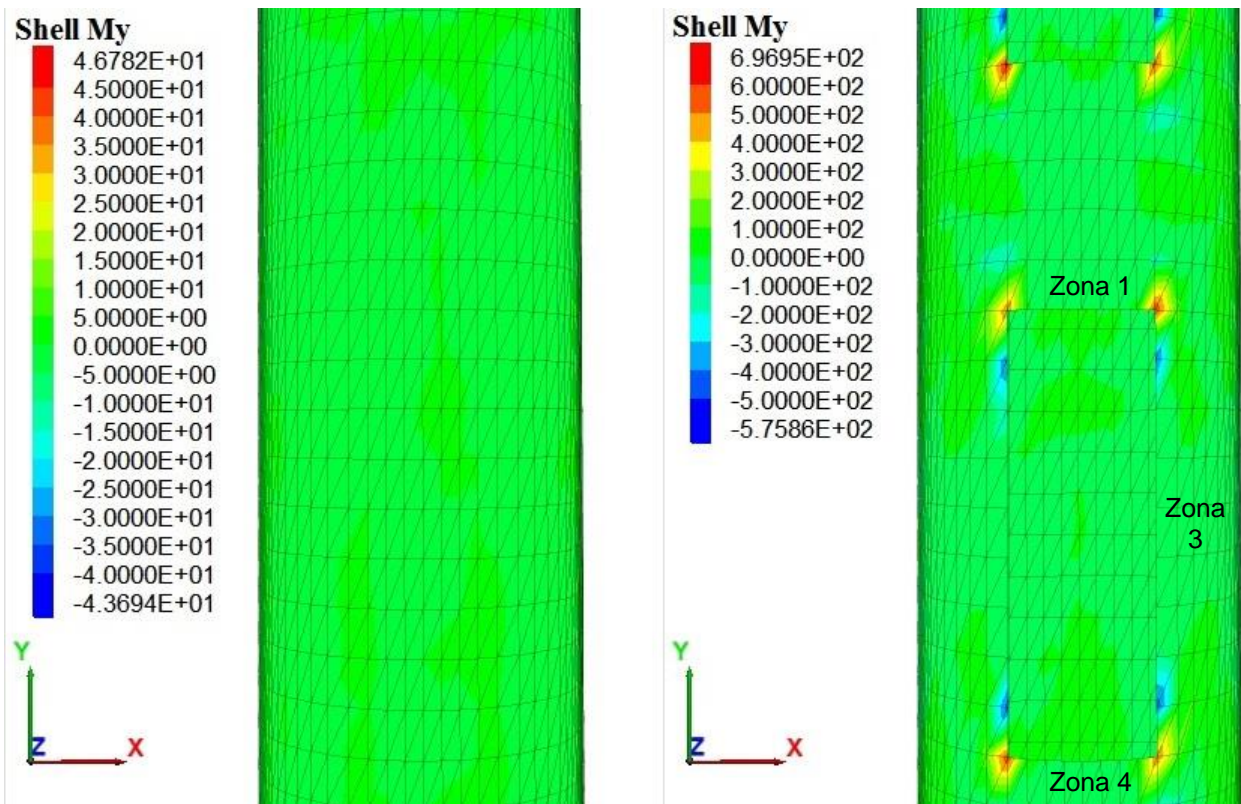 Shell My
4.6782E+01
4.5000E+01
4.0000E+01
3.5000E+01
3.0000E+01
2.5000E+01
2.0000E+01
1.5000E+01
1.0000E+01
5.0000E+00
0.0000E+00
-5.0000E+00
-1.0000E+01
-1.5000E+01
-2.0000E+01
-2.5000E+01
-3.0000E+01
-3.5000E+01
-4.0000E+01
-4.3694E+01
Y
Z
X
Shell My
6.9695E+02
6.0000E+02
5.0000E+02
4.0000E+02
3.0000E+02
2.0000E+02
1.0000E+02
0.0000E+00
-1.0000E+02
-2.0000E+02
-3.0000E+02
-4.0000E+02
-5.0000E+02
-5.7586E+02
Y
Z
X
Zona 1
Zona
3
Zona 4